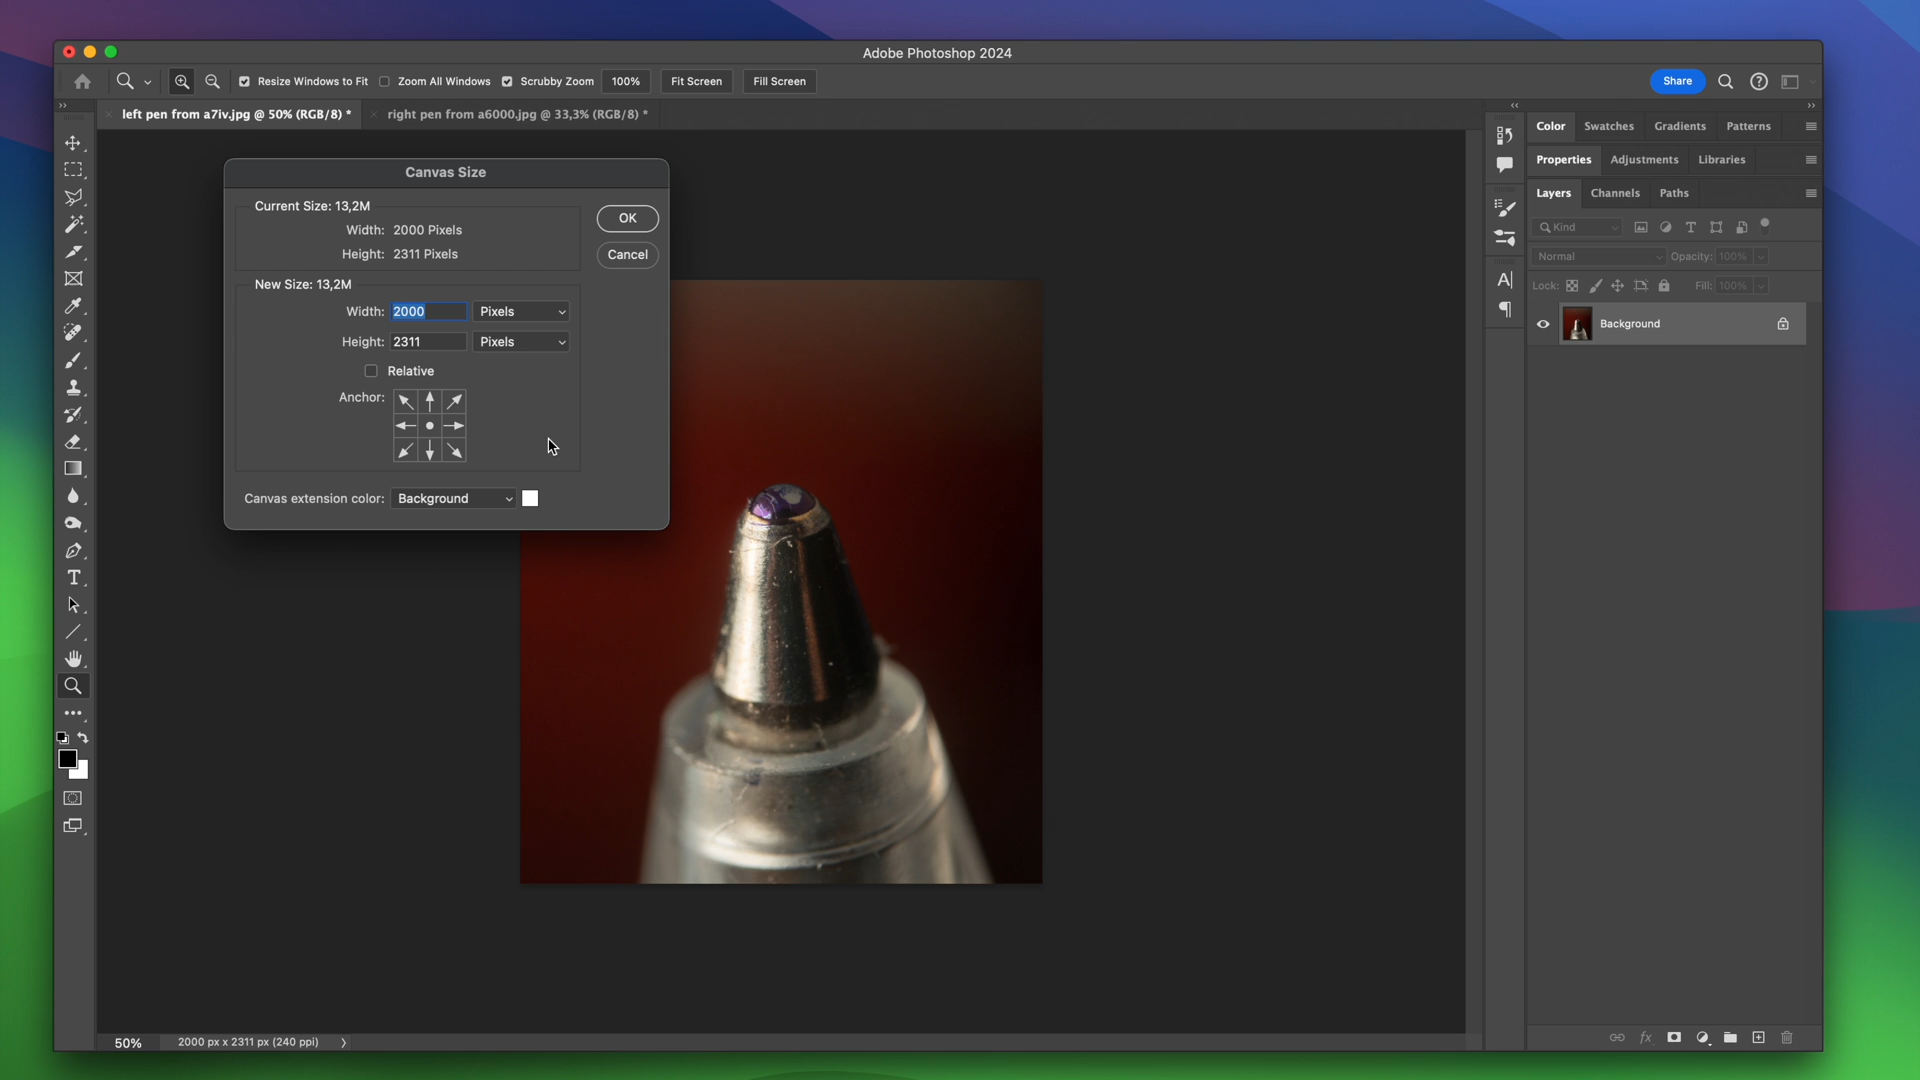 Adobe Photoshop 2024
Resize Windows to Fit Zoom All Windows Scrubby Zoom 100% Fit Screen Fill Screen Share
left pen from a7iv.jpg @ 50% (RGB/8) * right pen from a6000.jpg @ 33,3% (RGB/8) *
Canvas Size
Current Size: 13,2M
Width: 2000 Pixels
Height: 2311 Pixels
OK
Cancel
New Size: 13,2M
Width: 2000 Pixels
Height: 2311 Pixels
Relative
Anchor:
Canvas extension color: Background
Color Swatches Gradients Patterns
Properties Adjustments Libraries
Layers Channels Paths
Kind
Normal Opacity: 100%
Lock: Fill: 100%
Background
50% 2000 px x 2311 px (240 ppi)
fx